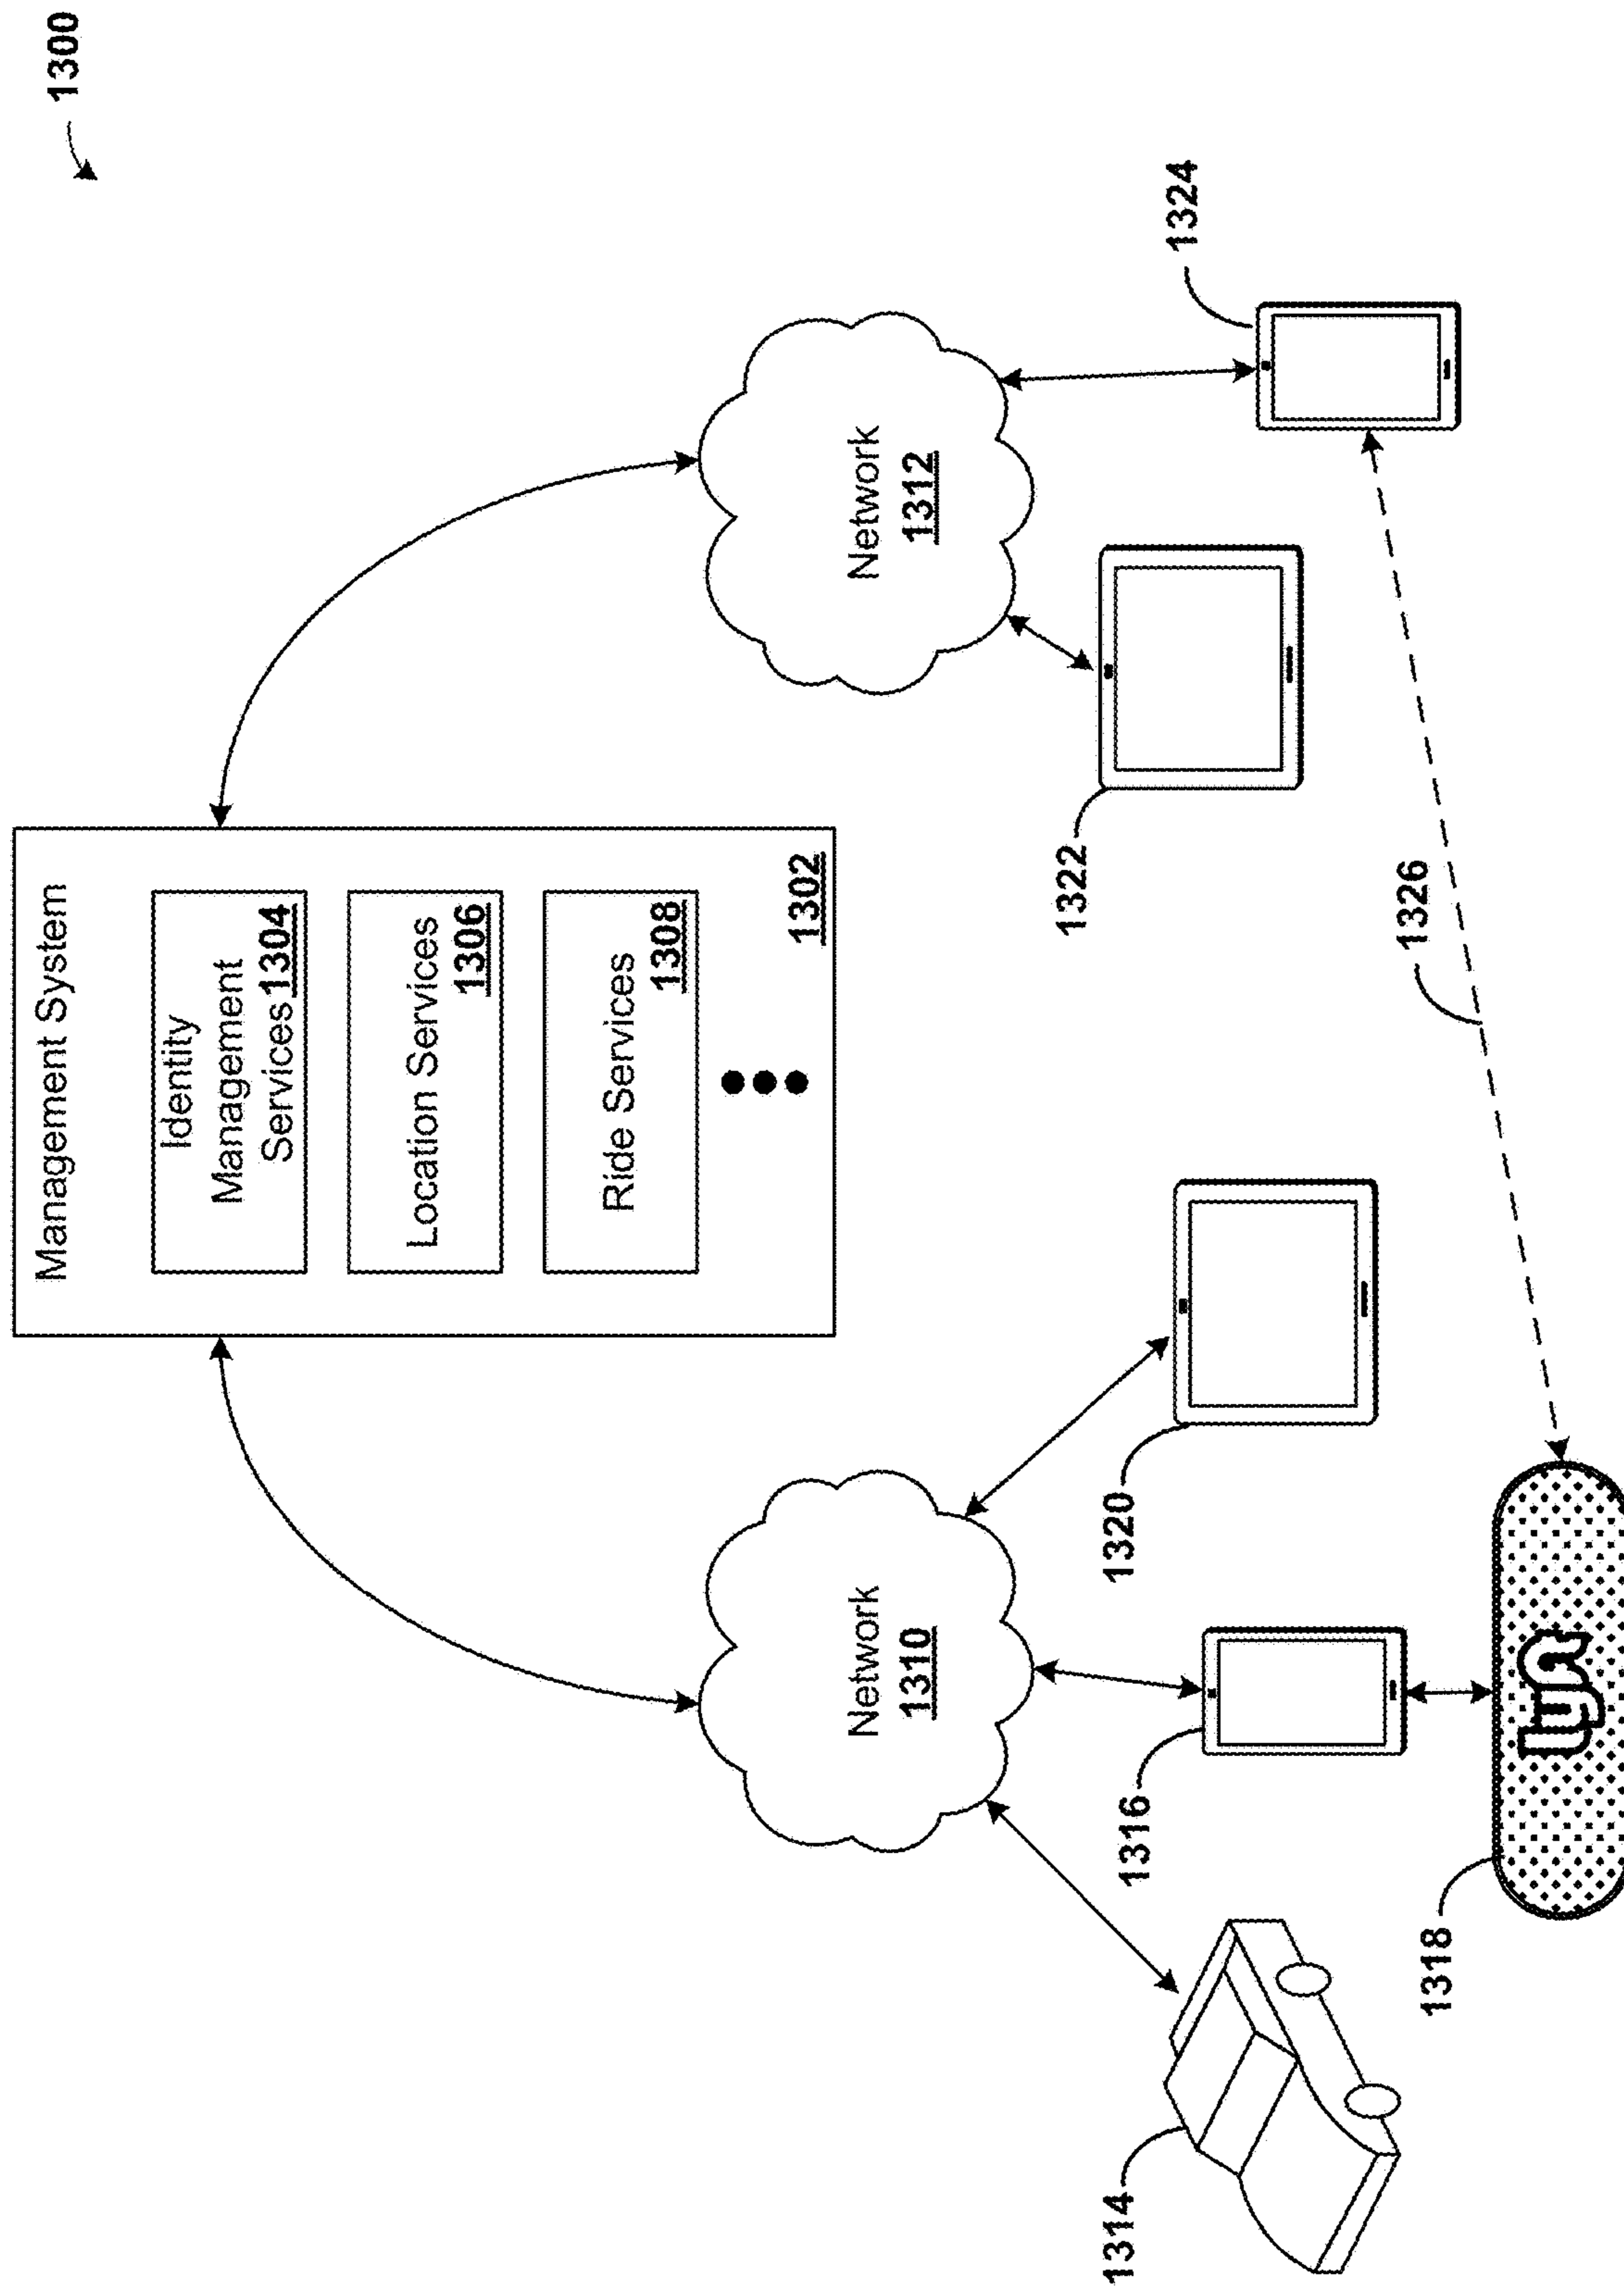 1300
Management System
Identity
Management
Services 1304
Location Services
1306
Ride Services
1308
1302
Network
1310
Network
1312
1314
1316
1318
1320
1322
1324
1326